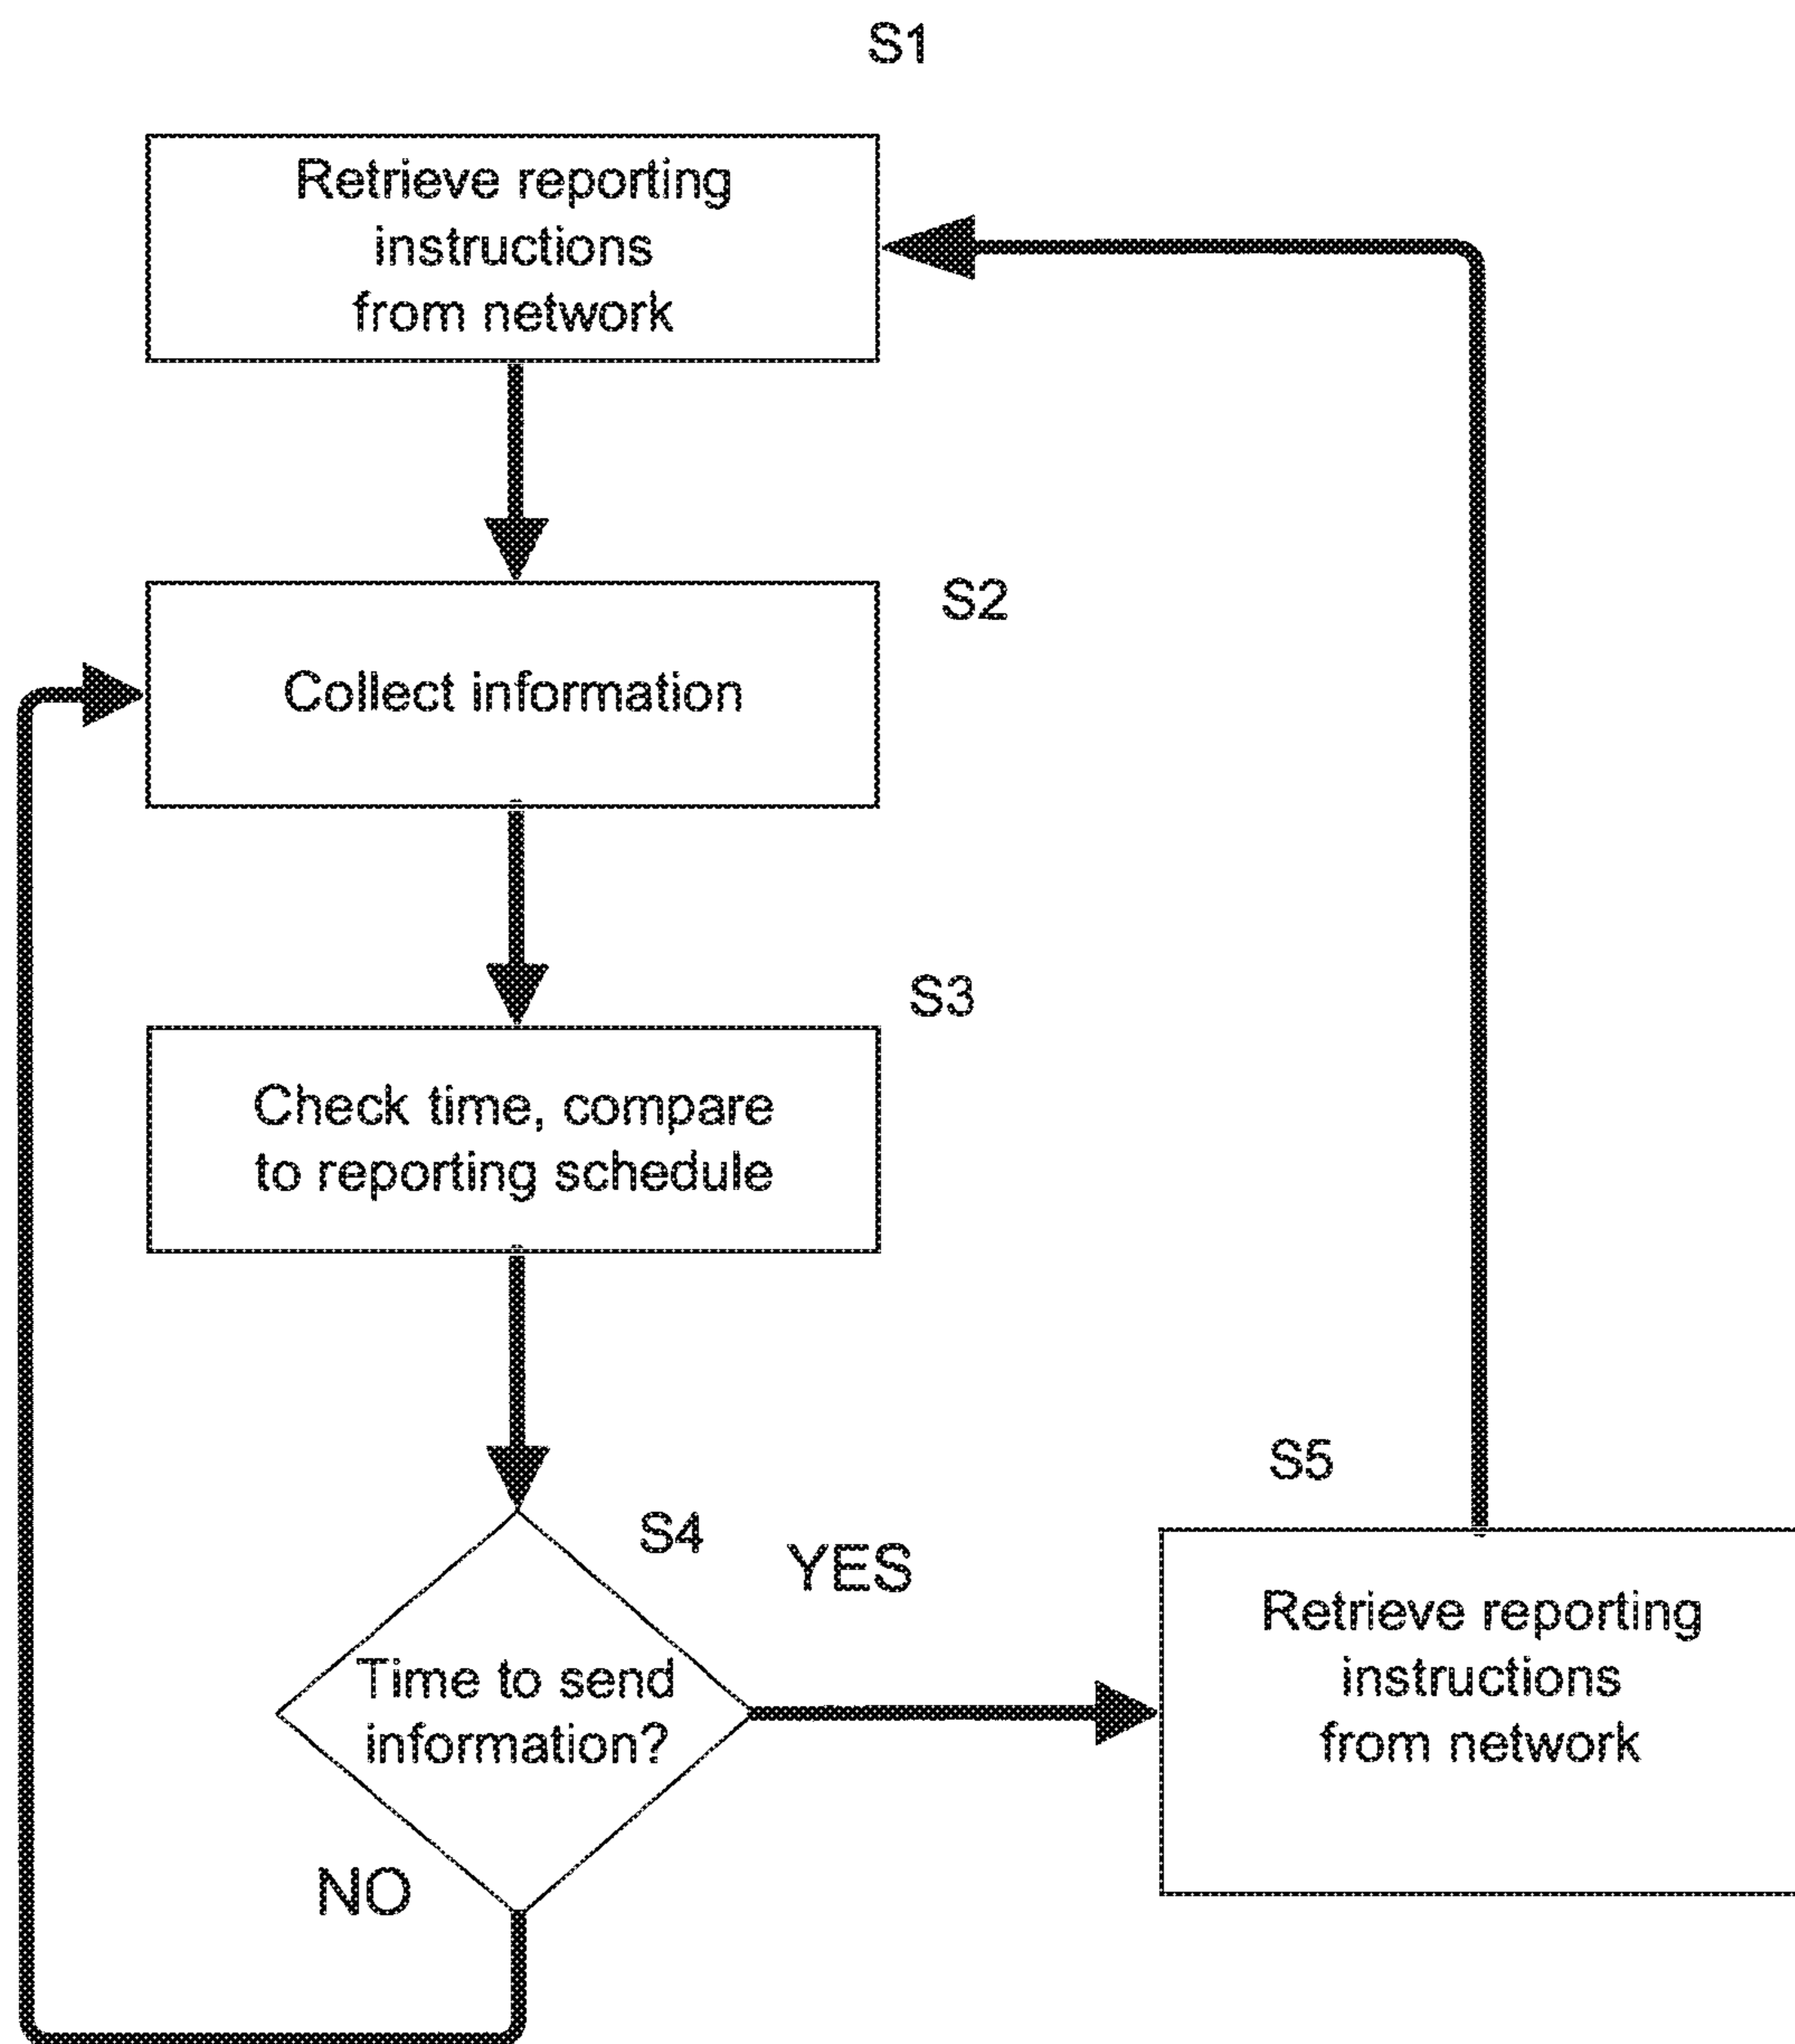 S1
Retrieve reporting
instructions
from network
S2
Collect information
S3
Check time, compare
to reporting schedule
S4
YES
Time to send
information?
NO
S5
Retrieve reporting
instructions
from network